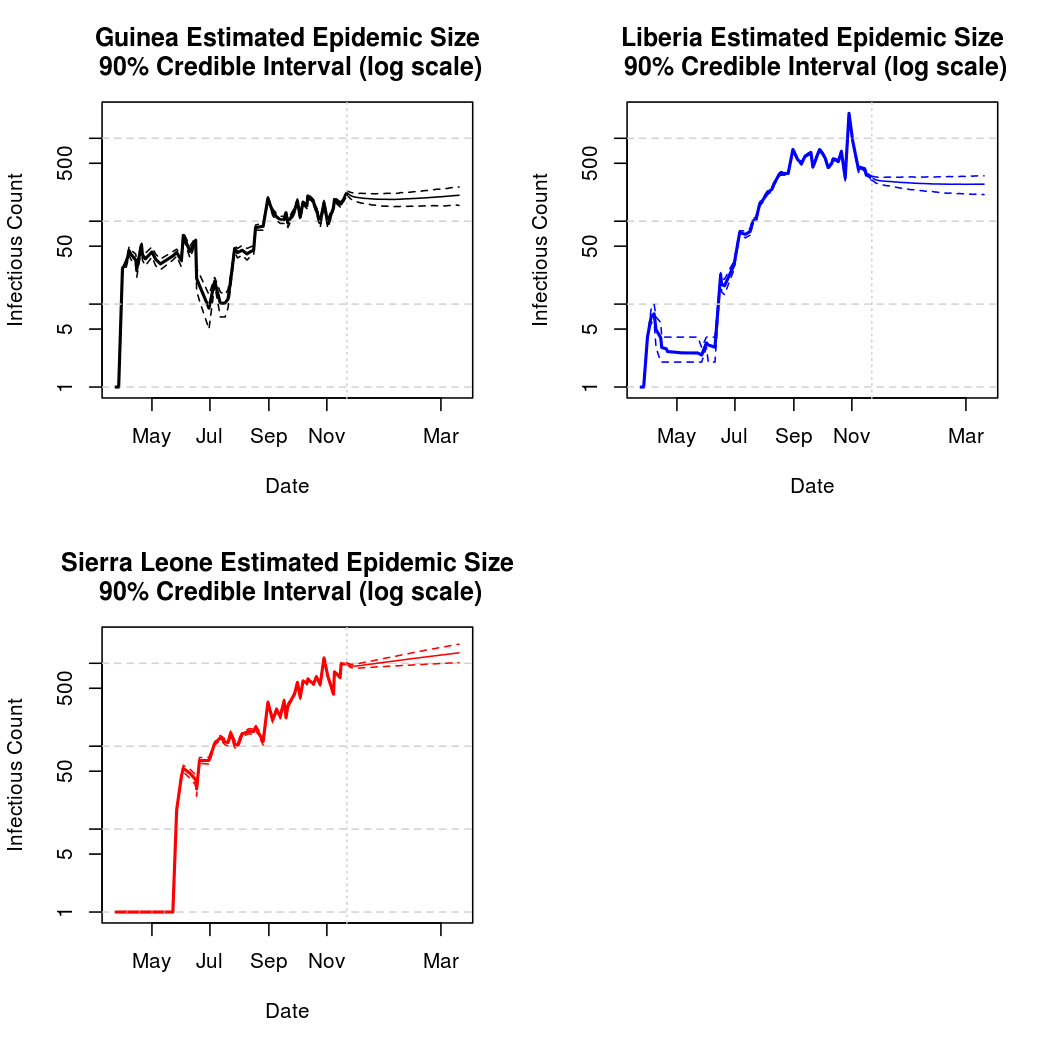 Guinea Estimated Epidemic Size
90% Credible Interval (log scale)
Infectious Count
500
50
5
1
May Jul Sep Nov Mar
Date
Liberia Estimated Epidemic Size
90% Credible Interval (log scale)
Infectious Count
500
50
5
1
May Jul Sep Nov Mar
Date
Sierra Leone Estimated Epidemic Size
90% Credible Interval (log scale)
Infectious Count
500
50
5
1
May Jul Sep Nov Mar
Date